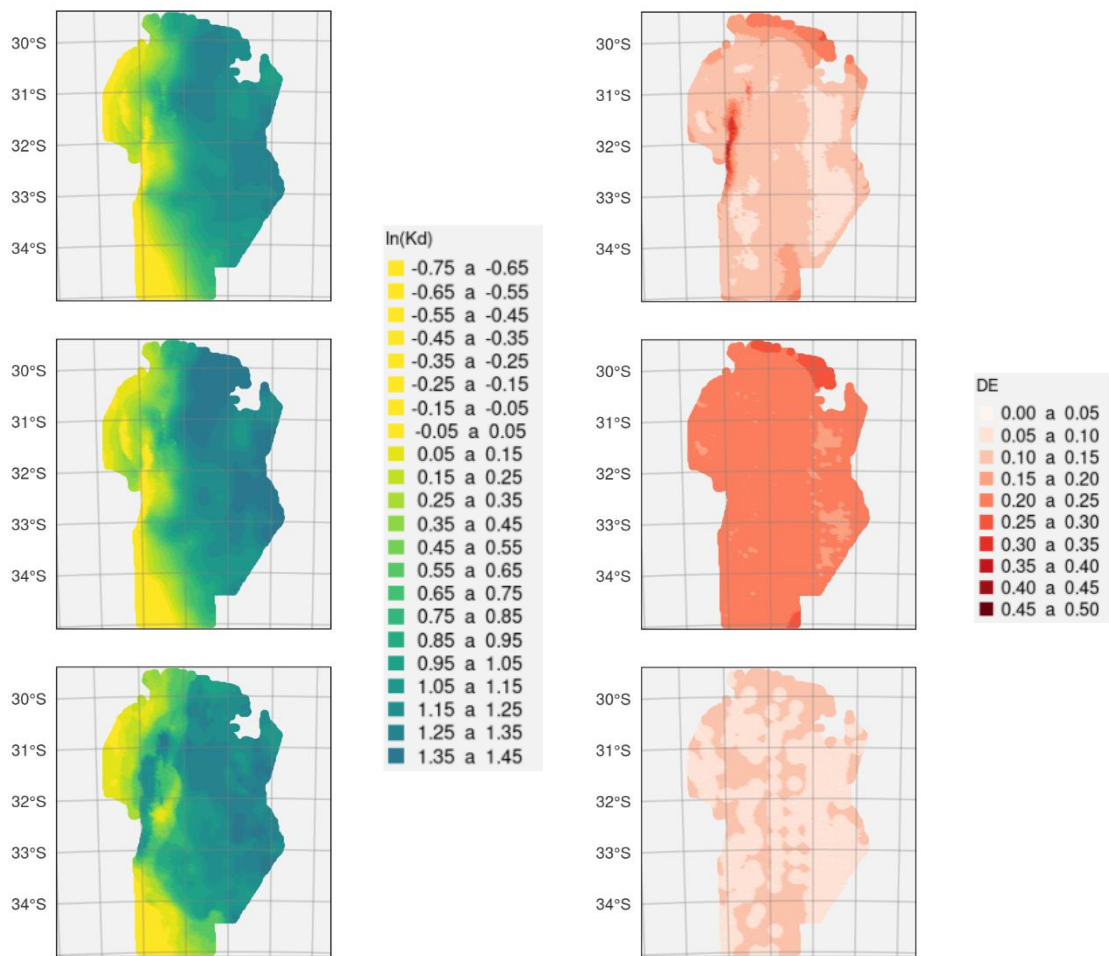 30°S
31°S
32°S
33°S
34°S
30°S
31°S
32°S
33°S
34°S
ln(Kd)
-0.75 a -0.65
-0.65 a -0.55
-0.55 a -0.45
-0.45 a -0.35
-0.35 a -0.25
-0.25 a -0.15
-0.15 a -0.05
-0.05 a 0.05
0.05 a 0.15
0.15 a 0.25
0.25 a 0.35
0.35 a 0.45
0.45 a 0.55
0.55 a 0.65
0.65 a 0.75
0.75 a 0.85
0.85 a 0.95
0.95 a 1.05
1.05 a 1.15
1.15 a 1.25
1.25 a 1.35
1.35 a 1.45
30°S
31°S
32°S
33°S
34°S
30°S
31°S
32°S
33°S
34°S
DE
0.00 a 0.05
0.05 a 0.10
0.10 a 0.15
0.15 a 0.20
0.20 a 0.25
0.25 a 0.30
0.30 a 0.35
0.35 a 0.40
0.40 a 0.45
0.45 a 0.50
30°S
31°S
32°S
33°S
34°S
30°S
31°S
32°S
33°S
34°S